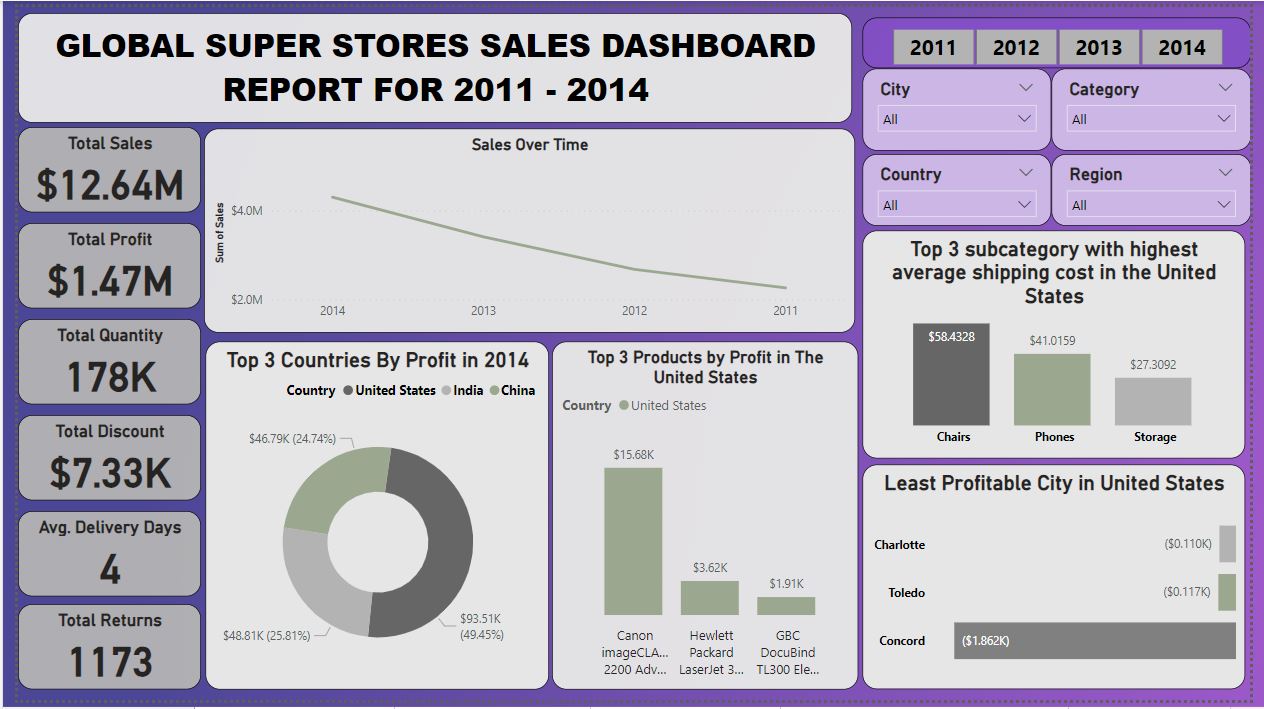 GLOBAL SUPER STORES SALES DASHBOARD
REPORT FOR 2011 - 2014
2011 2012 2013 2014
City
All
Category
All
Country
All
Region
All
Total Sales
$12.64M
Total Profit
$1.47M
Total Quantity
178K
Total Discount
$7.33K
Avg. Delivery Days
4
Total Returns
1173
Sales Over Time
Sum of Sales
$4.0M
$2.0M
2014 2013 2012 2011
Top 3 Countries By Profit in 2014
Country United States India China
$46.79K (24.74%)
$48.81K (25.81%)
$93.51K
(49.45%)
Top 3 Products by Profit in The
United States
Country United States
$15.68K
$3.62K
$1.91K
Canon
imageCLA...
2200 Adv...
Hewlett
Packard
LaserJet 3...
GBC
DocuBind
TL300 Ele...
Top 3 subcategory with highest
average shipping cost in the United
States
$58.4328
$41.0159
$27.3092
Chairs Phones Storage
Least Profitable City in United States
Charlotte ($0.110K)
Toledo ($0.117K)
Concord ($1.862K)